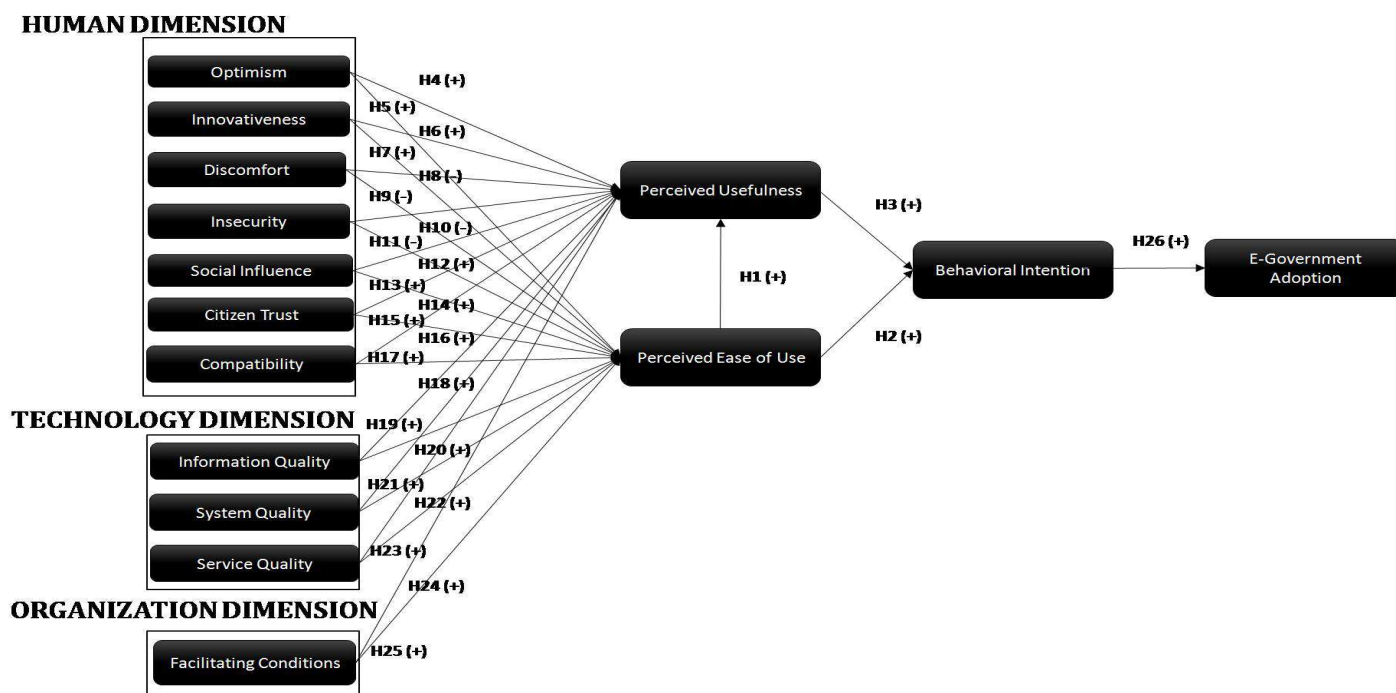 HUMAN DIMENSION
Optimism
Innovativeness
Discomfort
Insecurity
Social Influence
Citizen Trust
Compatibility
TECHNOLOGY DIMENSION
Information Quality
System Quality
Service Quality
ORGANIZATION DIMENSION
Facilitating Conditions
H4 (+)
H5 (+)
H6 (+)
H7 (+)
H8 (-)
H9 (-)
H10 (-)
H11 (-)
H12 (+)
H13 (+)
H14 (+)
H15 (+)
H16 (+)
H17 (+)
H18 (+)
H19 (+)
H20 (+)
H21 (+)
H22 (+)
H23 (+)
H24 (+)
H25 (+)
Perceived Usefulness
H1 (+)
Perceived Ease of Use
H3 (+)
H2 (+)
Behavioral Intention
H26 (+)
E-Government
Adoption